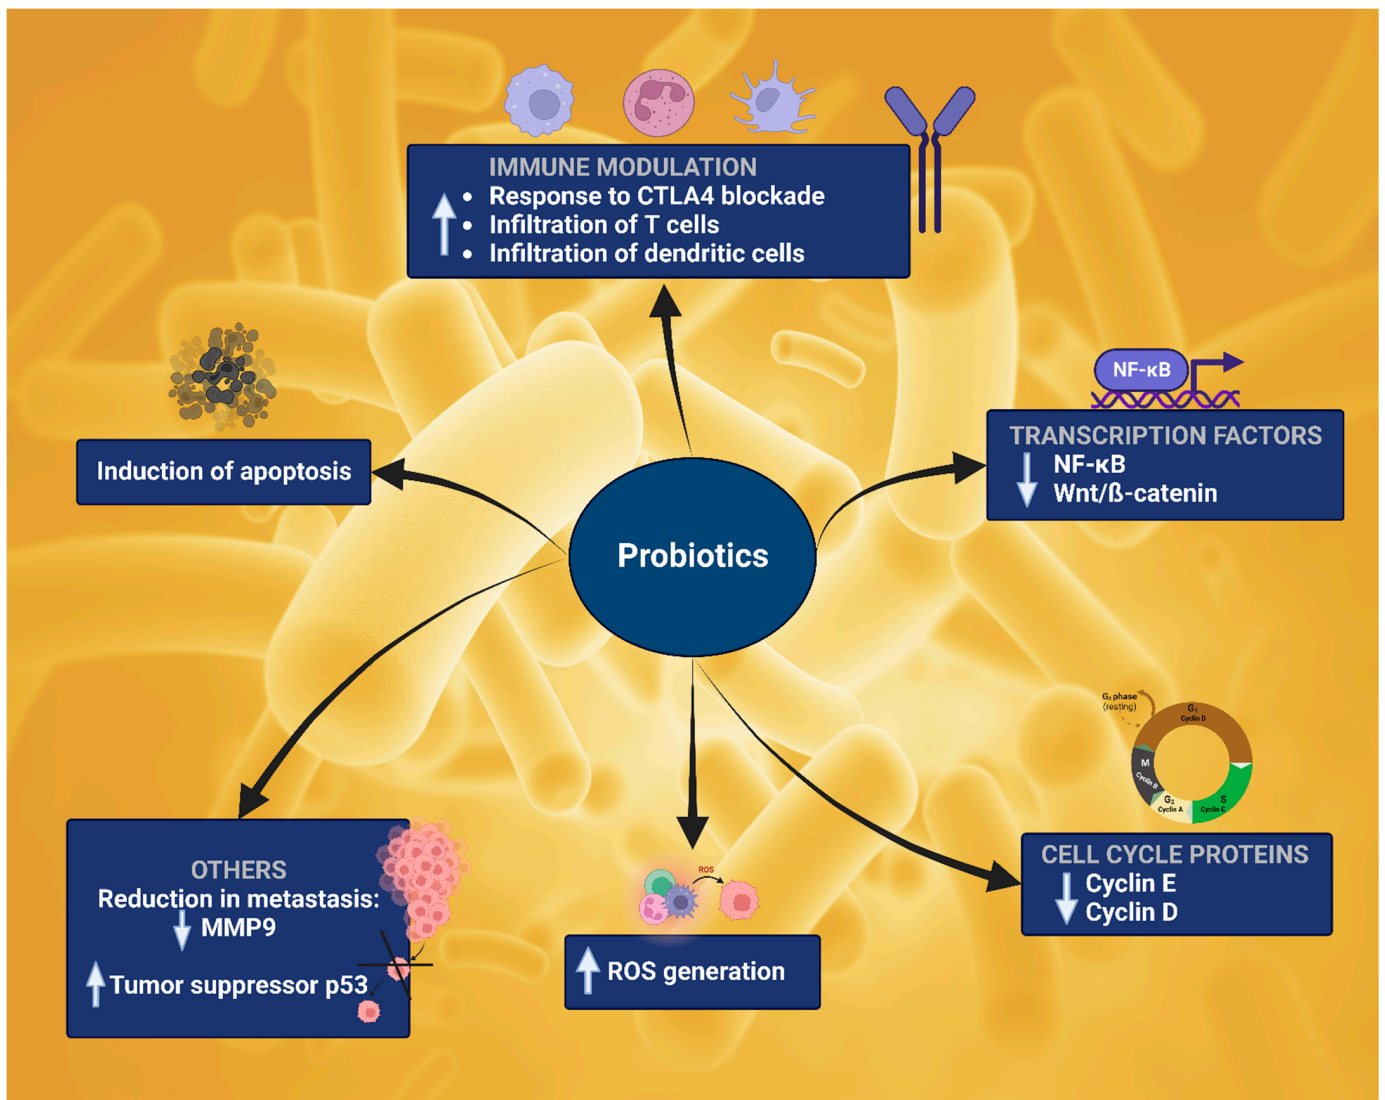 IMMUNE MODULATION
• Response to CTLA4 blockade
• Infiltration of T cells
• Infiltration of dendritic cells
NF-κB
TRANSCRIPTION FACTORS
NF-κB
Wnt/ß-catenin
Induction of apoptosis
Probiotics
G₀ phase
(resting)
G₁
Cyclin D
M
Cyclin B
G₂
Cyclin A
S
Cyclin E
CELL CYCLE PROTEINS
Cyclin E
Cyclin D
OTHERS
Reduction in metastasis:
MMP9
Tumor suppressor p53
ROS
ROS generation